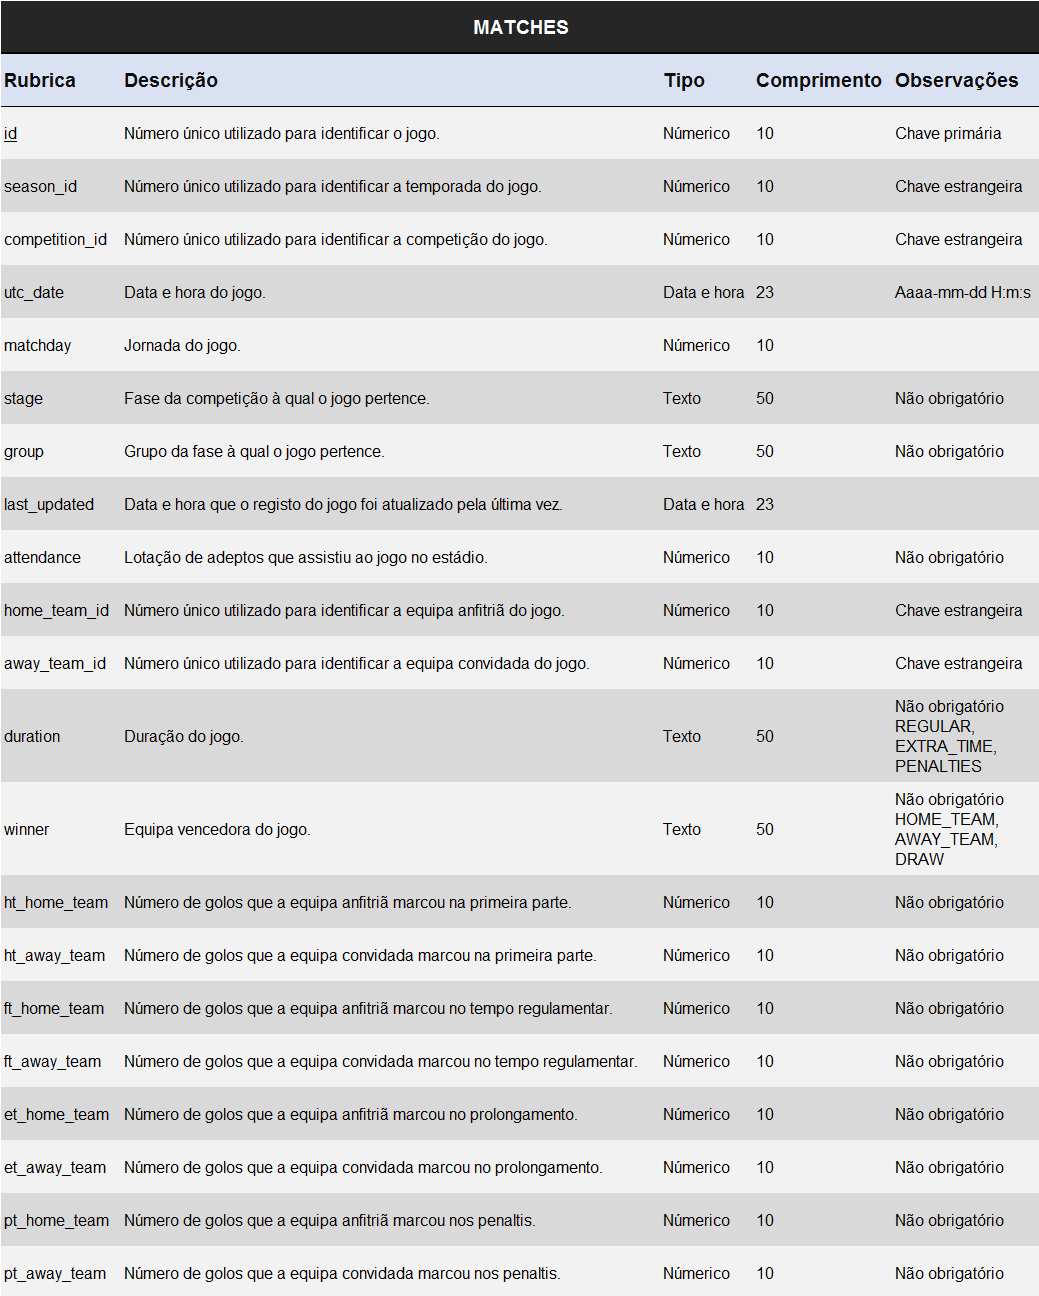 MATCHES
Rubrica Descrição Tipo Comprimento Observações
id Número único utilizado para identificar o jogo. Númerico 10 Chave primária
season_id Número único utilizado para identificar a temporada do jogo. Númerico 10 Chave estrangeira
competition_id Número único utilizado para identificar a competição do jogo. Númerico 10 Chave estrangeira
utc_date Data e hora do jogo. Data e hora 23 Aaaa-mm-dd H:m:s
matchday Jornada do jogo. Númerico 10
stage Fase da competição à qual o jogo pertence. Texto 50 Não obrigatório
group Grupo da fase à qual o jogo pertence. Texto 50 Não obrigatório
last_updated Data e hora que o registo do jogo foi atualizado pela última vez. Data e hora 23
attendance Lotação de adeptos que assistiu ao jogo no estádio. Númerico 10 Não obrigatório
home_team_id Número único utilizado para identificar a equipa anfitriã do jogo. Númerico 10 Chave estrangeira
away_team_id Número único utilizado para identificar a equipa convidada do jogo. Númerico 10 Chave estrangeira
duration Duração do jogo. Texto 50 Não obrigatório
REGULAR,
EXTRA_TIME,
PENALTIES
winner Equipa vencedora do jogo. Texto 50 Não obrigatório
HOME_TEAM,
AWAY_TEAM,
DRAW
ht_home_team Número de golos que a equipa anfitriã marcou na primeira parte. Númerico 10 Não obrigatório
ht_away_team Número de golos que a equipa convidada marcou na primeira parte. Númerico 10 Não obrigatório
ft_home_team Número de golos que a equipa anfitriã marcou no tempo regulamentar. Númerico 10 Não obrigatório
ft_away_team Número de golos que a equipa convidada marcou no tempo regulamentar. Númerico 10 Não obrigatório
et_home_team Número de golos que a equipa anfitriã marcou no prolongamento. Númerico 10 Não obrigatório
et_away_team Número de golos que a equipa convidada marcou no prolongamento. Númerico 10 Não obrigatório
pt_home_team Número de golos que a equipa anfitriã marcou nos penaltis. Númerico 10 Não obrigatório
pt_away_team Número de golos que a equipa convidada marcou nos penaltis. Númerico 10 Não obrigatório